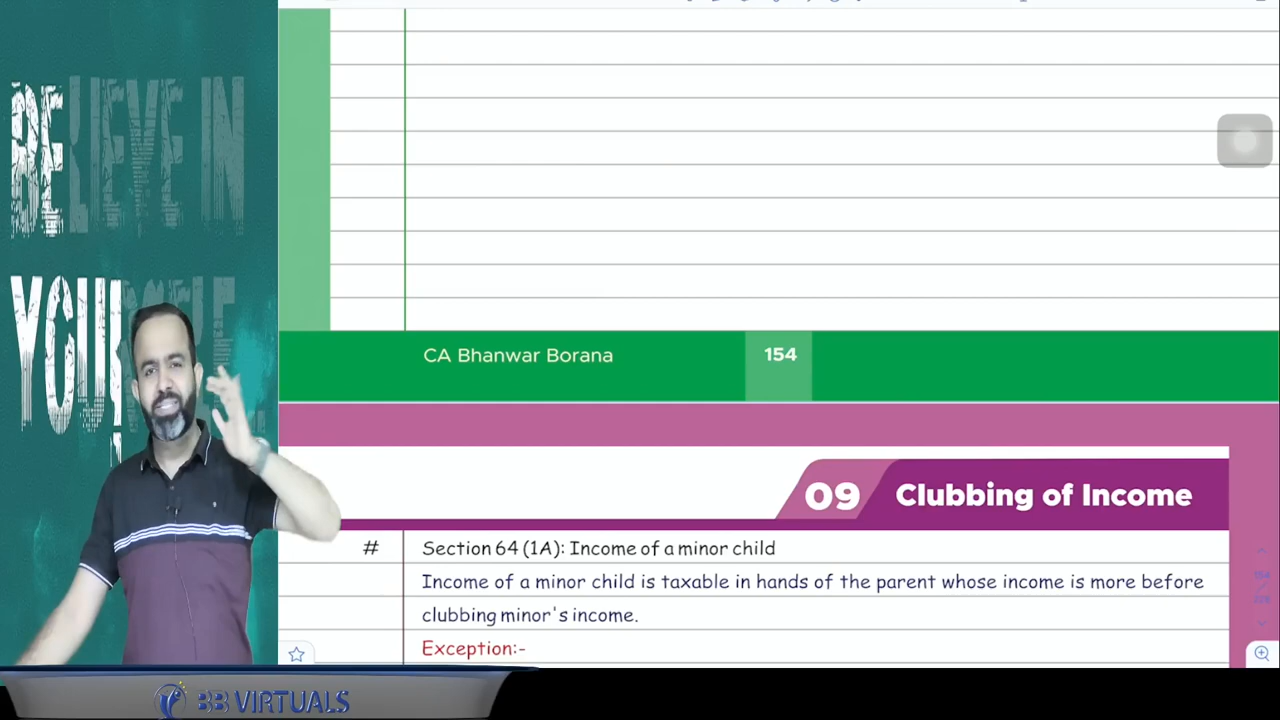 BELIEVE IN
YOU
CA Bhanwar Borana
154
09
Clubbing of Income
#
Section 64 (1A): Income of a minor child
Income of a minor child is taxable in hands of the parent whose income is more before
clubbing minor's income.
Exception:-
BB VIRTUALS